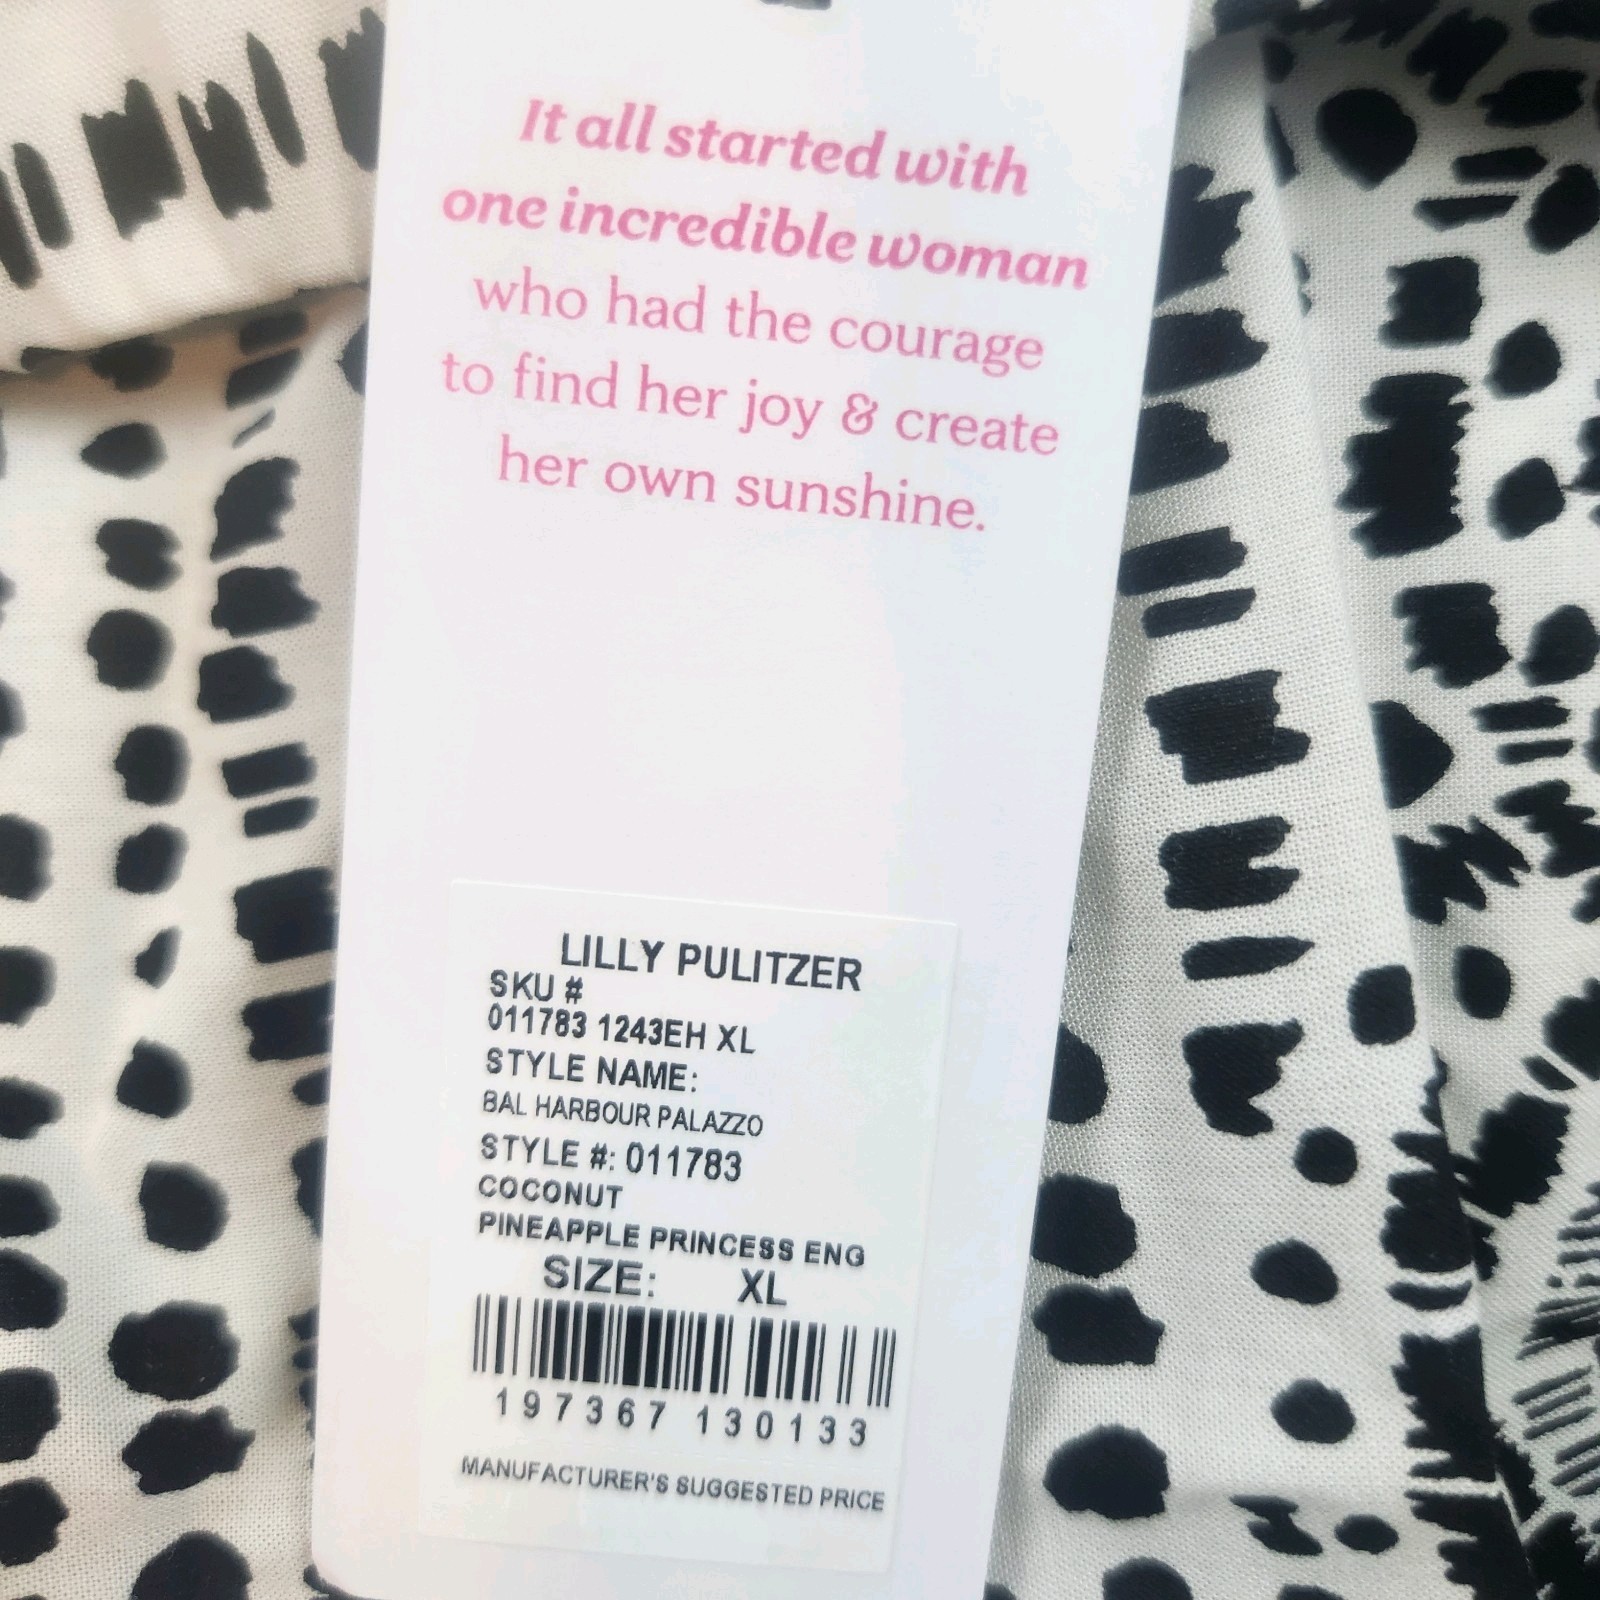 It all started with
one incredible woman
who had the courage
to find her joy & create
her own sunshine.
LILLY PULITZER
SKU #
011783 1243EH XL
STYLE NAME:
BAL HARBOUR PALAZZO
STYLE #: 011783
COCONUT
PINEAPPLE PRINCESS ENG
SIZE: XL
197367 130133
MANUFACTURER'S SUGGESTED PRICE